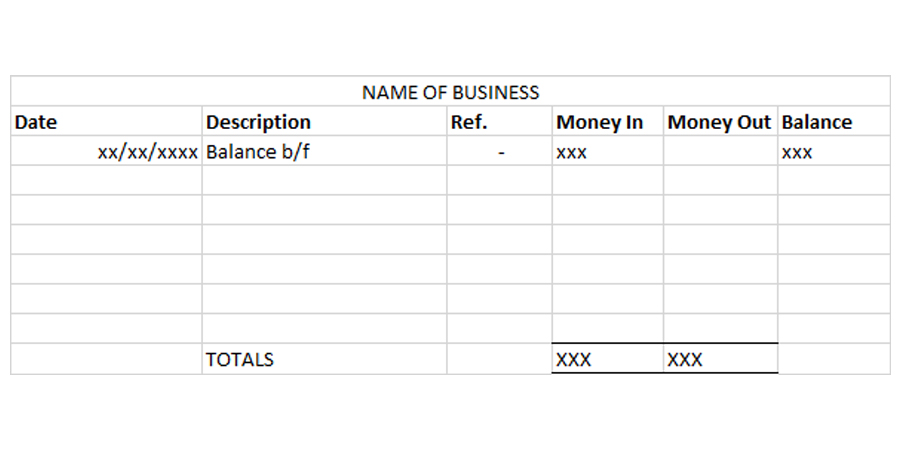 NAME OF BUSINESS
Date Description Ref. Money In Money Out Balance
xx/xx/xxxx Balance b/f - xxx xxx
TOTALS XXX XXX